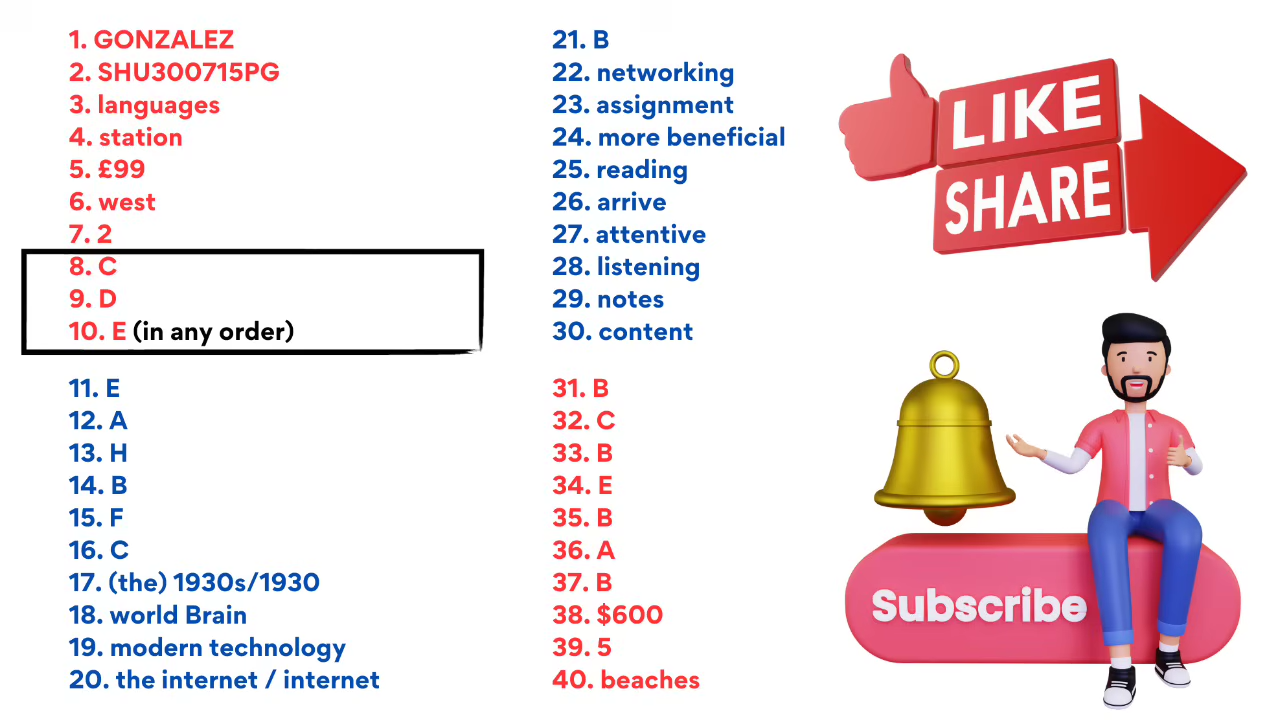 1. GONZALEZ
2. SHU300715PG
3. languages
4. station
5. £99
6. west
7. 2
8. C
9. D
10. E (in any order)
11. E
12. A
13. H
14. B
15. F
16. C
17. (the) 1930s/1930
18. world Brain
19. modern technology
20. the internet / internet
21. B
22. networking
23. assignment
24. more beneficial
25. reading
26. arrive
27. attentive
28. listening
29. notes
30. content
31. B
32. C
33. B
34. E
35. B
36. A
37. B
38. $600
39. 5
40. beaches
LIKE
SHARE
Subscribe